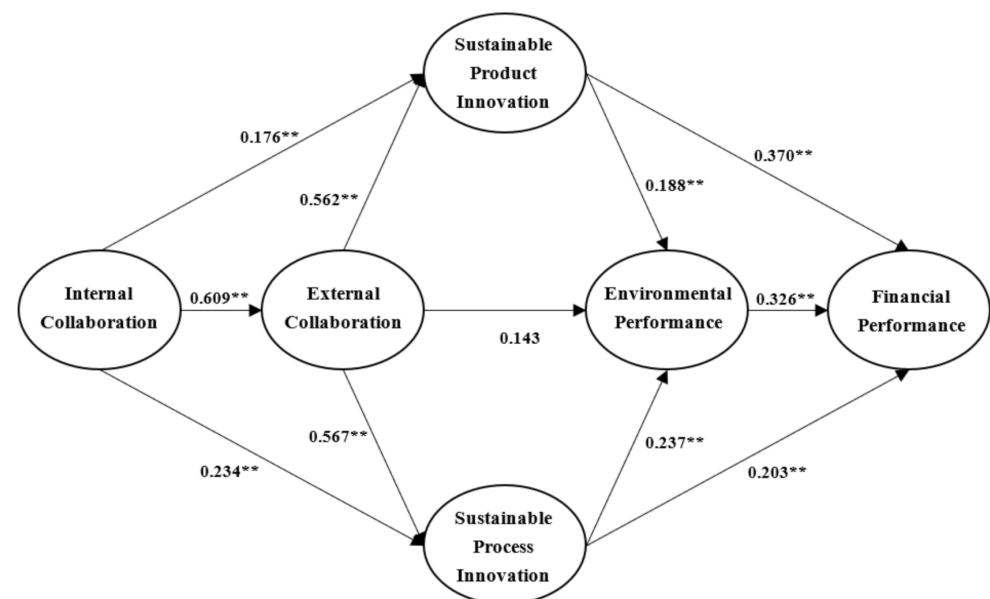 Sustainable
Product
Innovation
0.176**
0.370**
0.188**
0.562**
Internal
Collaboration
0.609**
External
Collaboration
0.143
Environmental
Performance
0.326**
Financial
Performance
0.567**
0.237**
0.234**
0.203**
Sustainable
Process
Innovation